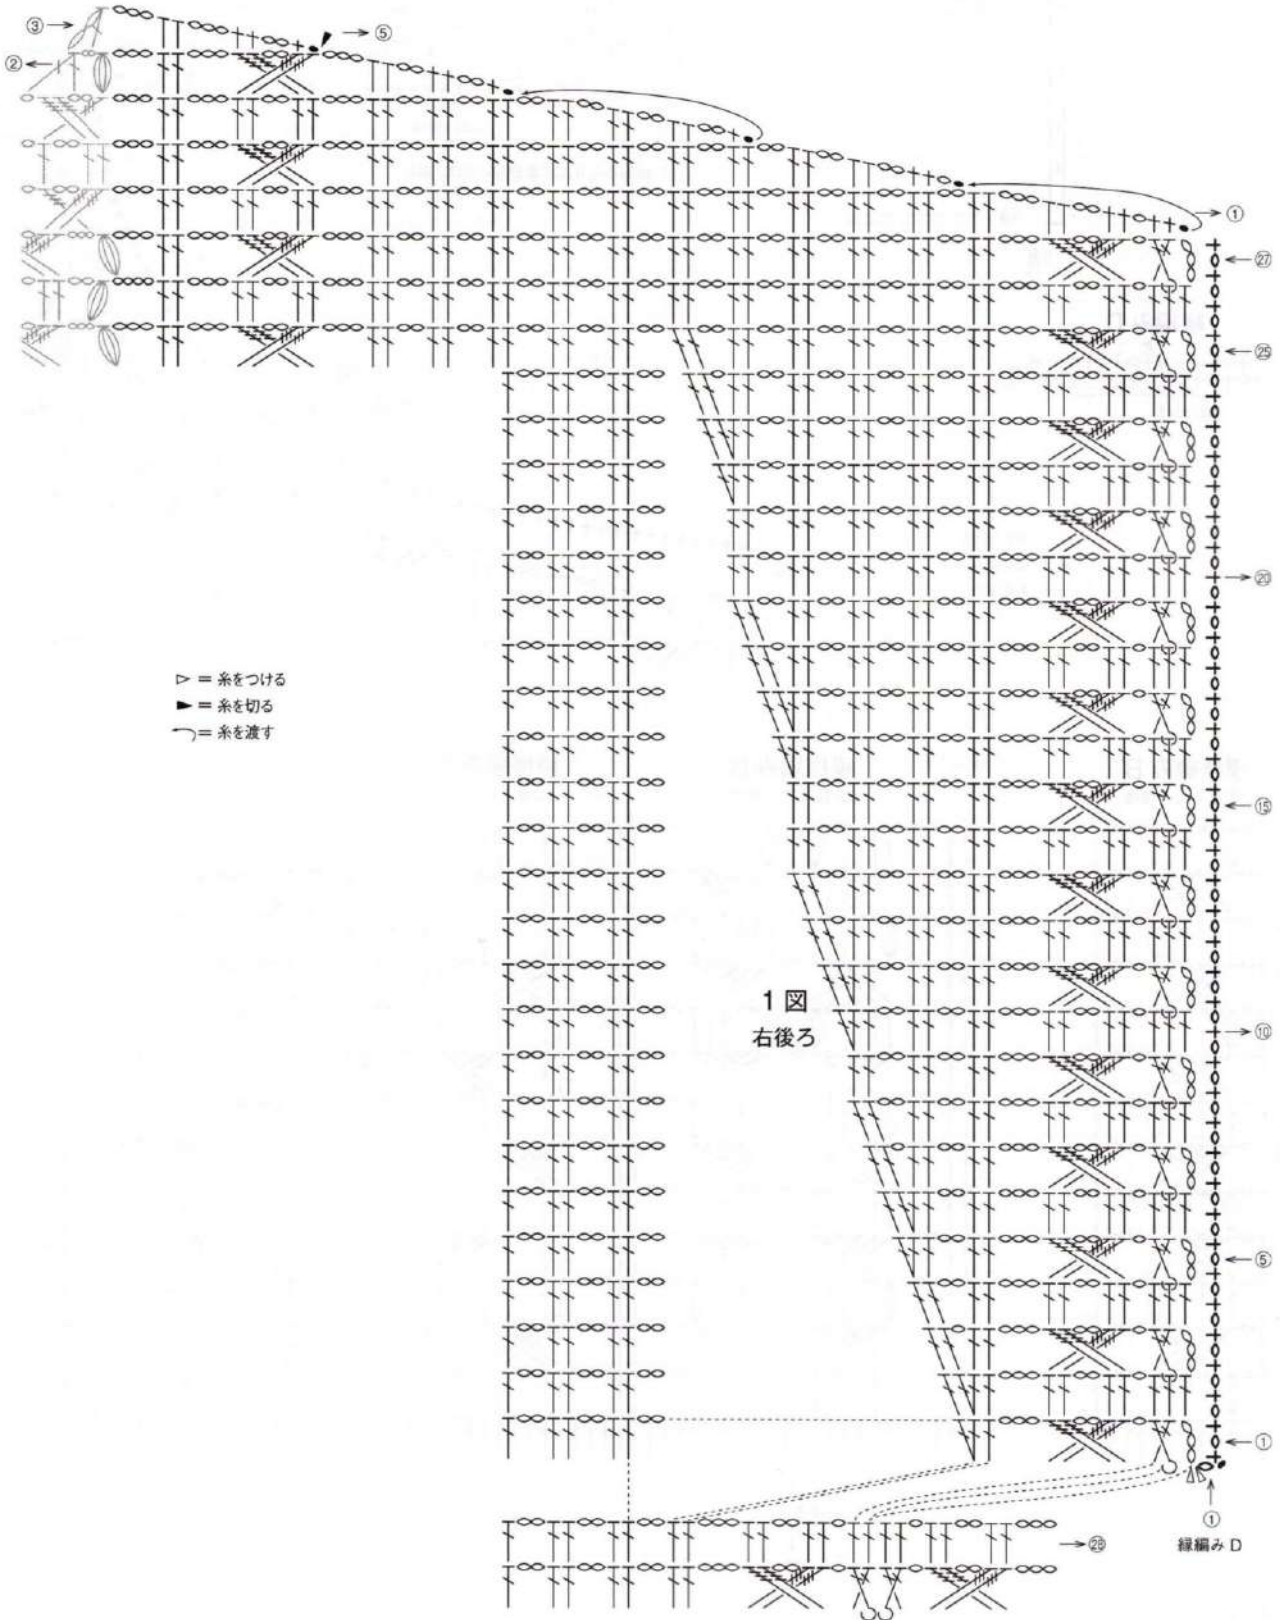 ③
⑤
②
①
㉗
㉕
⑳
▷ = 糸をつける
▶ = 糸を切る
= 糸を渡す
⑮
1 図
右後ろ
⑩
⑤
①
①
㉘
縁編み D